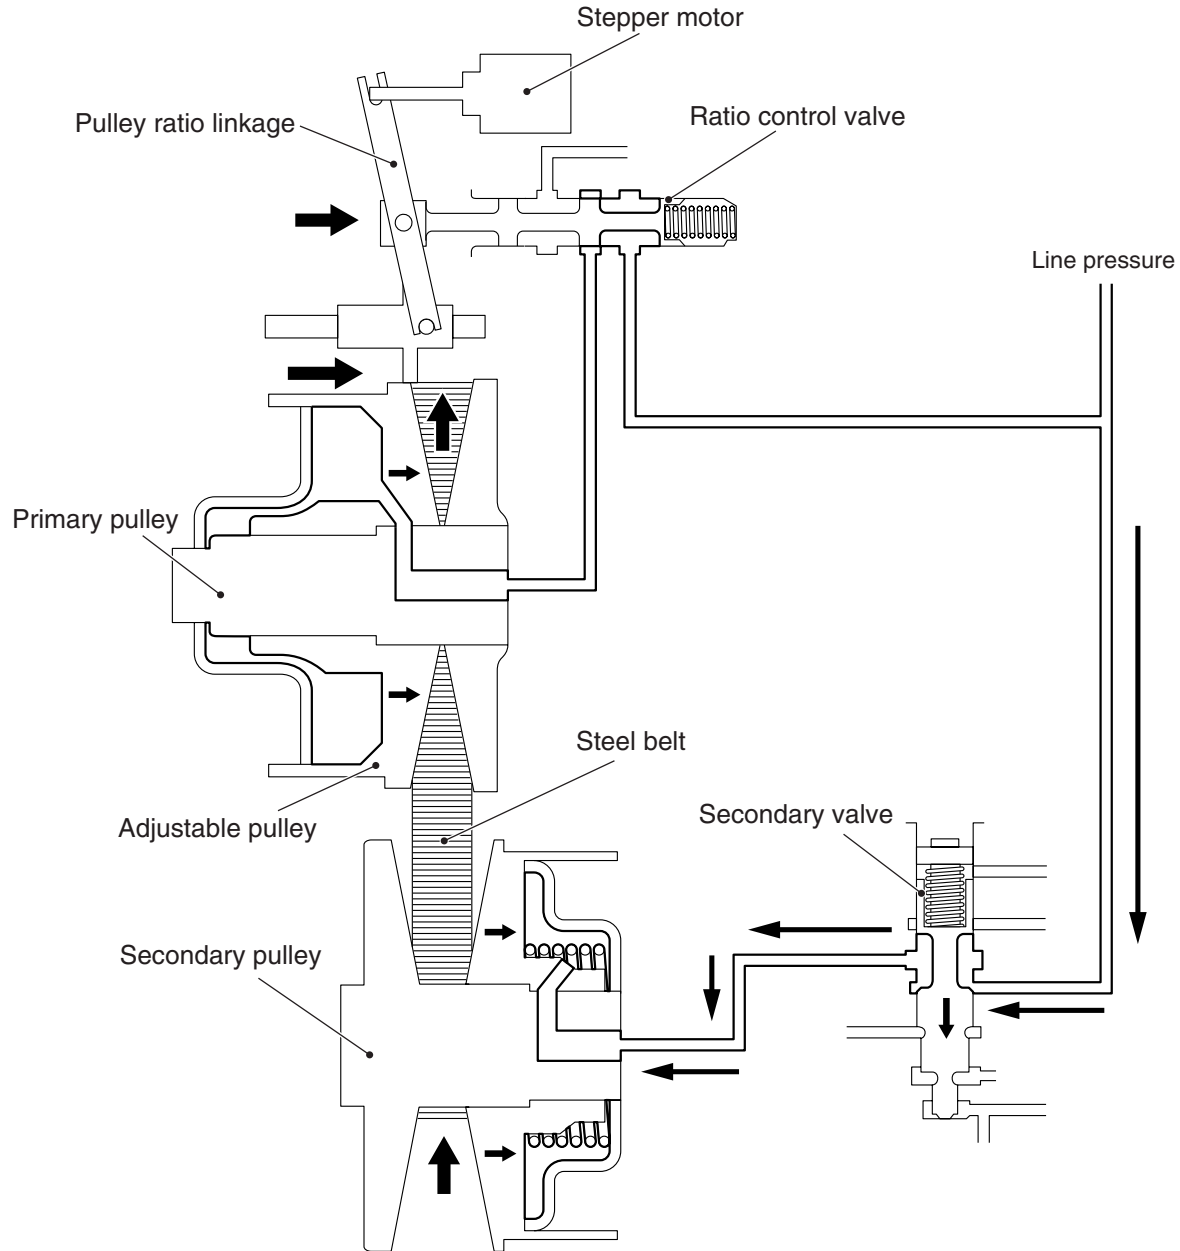 Stepper motor
Pulley ratio linkage
Ratio control valve
Line pressure
Primary pulley
Steel belt
Adjustable pulley
Secondary valve
Secondary pulley